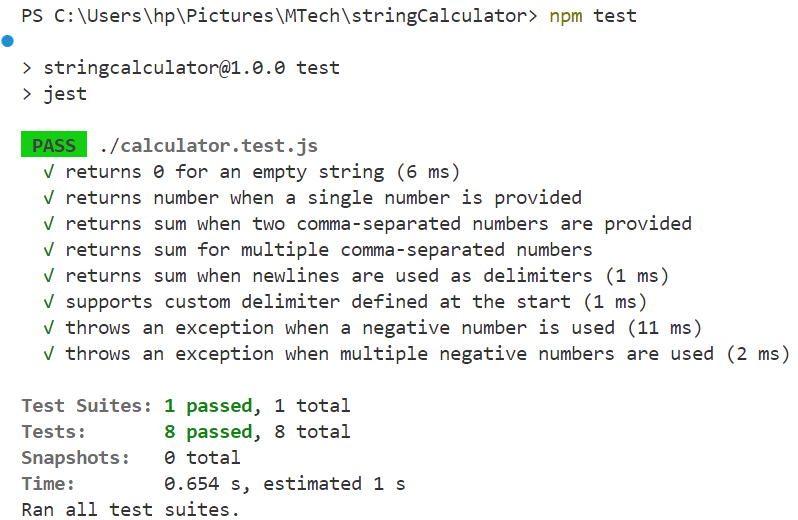 PS C:\Users\hp\Pictures\MTech\stringCalculator> npm test
> stringcalculator@1.0.0 test
> jest
PASS ./calculator.test.js
√ returns 0 for an empty string (6 ms)
√ returns number when a single number is provided
√ returns sum when two comma-separated numbers are provided
√ returns sum for multiple comma-separated numbers
√ returns sum when newlines are used as delimiters (1 ms)
√ supports custom delimiter defined at the start (1 ms)
√ throws an exception when a negative number is used (11 ms)
√ throws an exception when multiple negative numbers are used (2 ms)
Test Suites: 1 passed, 1 total
Tests: 8 passed, 8 total
Snapshots: 0 total
Time: 0.654 s, estimated 1 s
Ran all test suites.